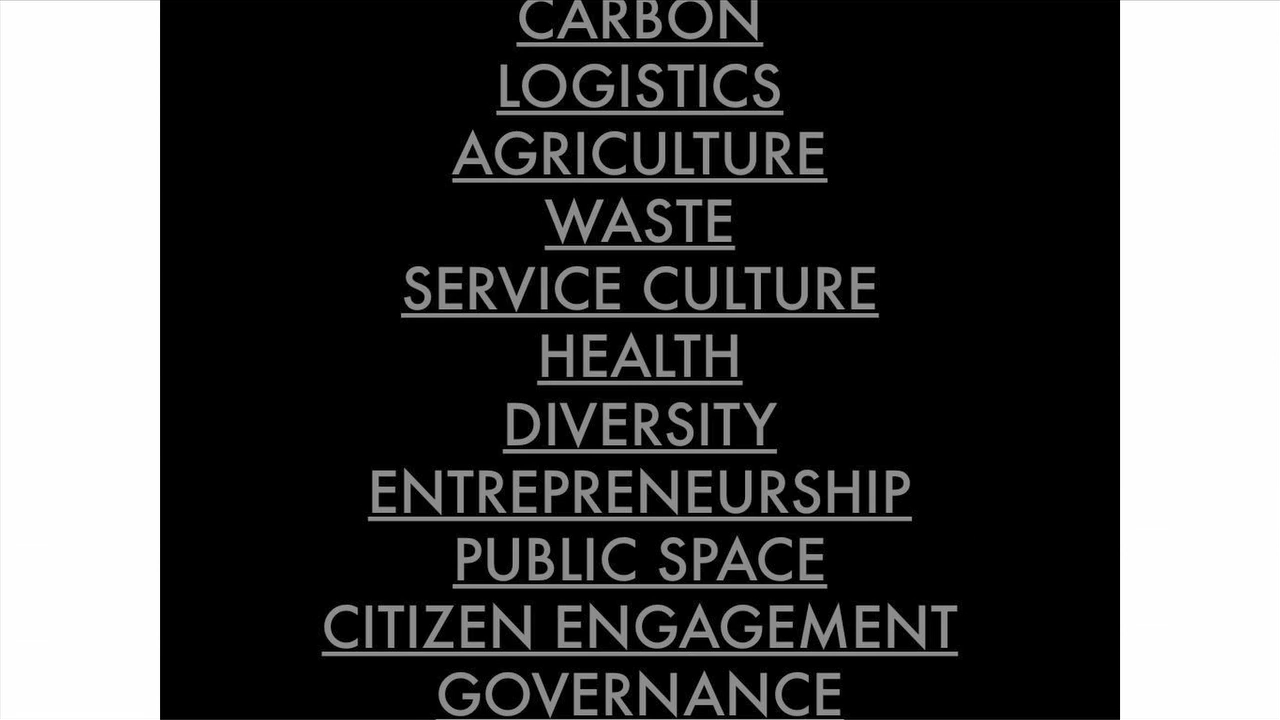 CARBON
LOGISTICS
AGRICULTURE
WASTE
SERVICE CULTURE
HEALTH
DIVERSITY
ENTREPRENEURSHIP
PUBLIC SPACE
CITIZEN ENGAGEMENT
GOVERNANCE